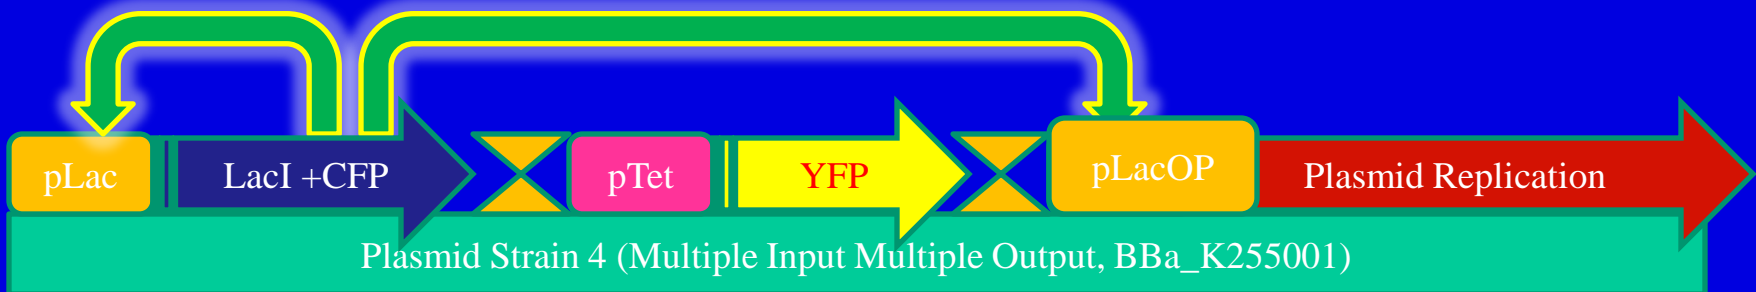 pLac
LacI +CFP
pTet
YFP
pLacOP
Plasmid Replication
Plasmid Strain 4 (Multiple Input Multiple Output, BBa_K255001)